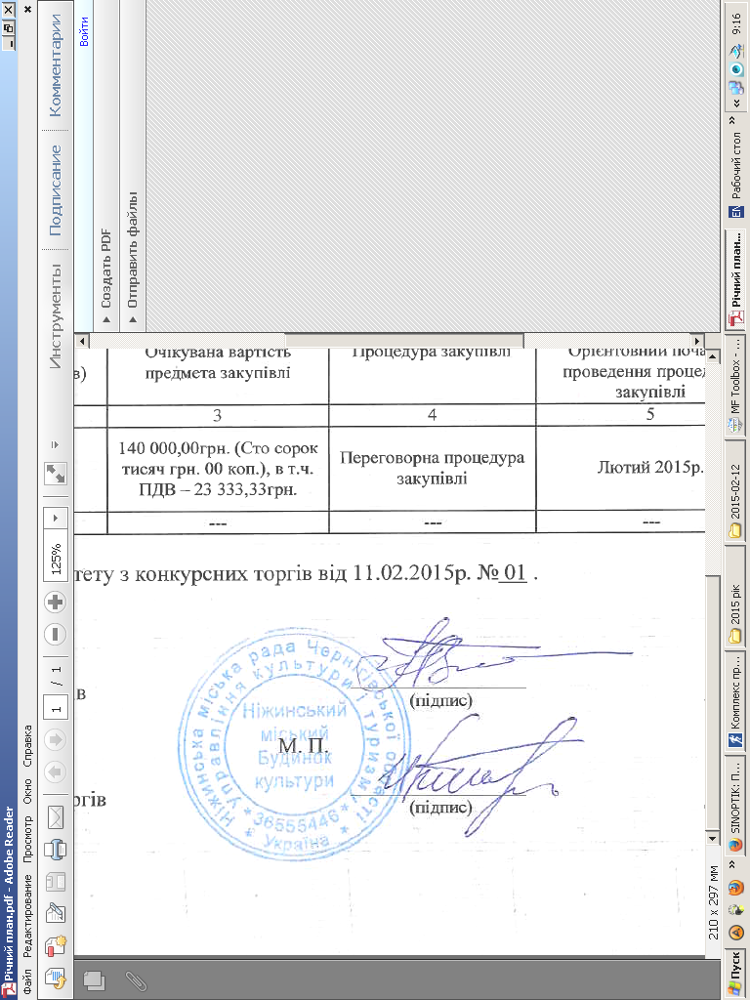 Річний план.pdf - Adobe Reader
Файл Редактирование Просмотр Окно Справка
1 / 1 125% Инструменты Подписание Комментарии
Войти
Создать PDF
Отправить файлы
в)
Очікувана вартість
предмета закупівлі
Процедура закупівлі
Орієнтовний поча
проведення процед
закупівлі
3 4 5
140 000,00грн. (Сто сорок
тисяч грн. 00 коп.), в т.ч.
ПДВ – 23 333,33грн.
Переговорна процедура
закупівлі
Лютий 2015р.
--- --- ---
тету з конкурсних торгів від 11.02.2015р. № 01 .
в
(підпис)
Ніжинська міська рада Чернігівської області
Управління культури і туризму
Ніжинський
міський
Будинок
культури
* 36555446 *
* Україна *
М. П.
ргів
(підпис)
210 x 297 мм
Пуск » SINOPTIK: П... Комплекс пр... 2015 рік 2015-02-12 MF Toolbox - ... Річний план... EN Рабочий стол » « 9:16